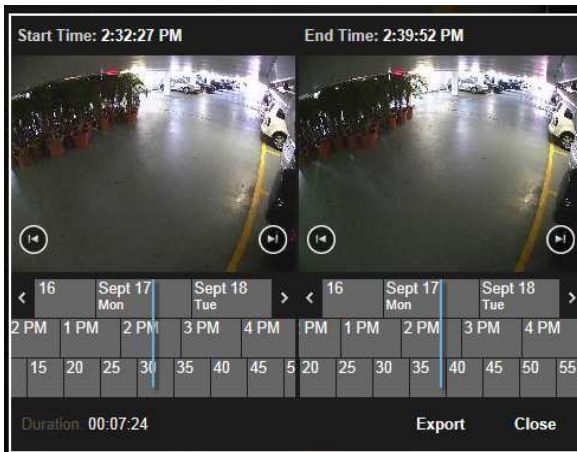 Start Time: 2:32:27 PM
End Time: 2:39:52 PM
16 Sept 17 Sept 18
Mon Tue
2 PM 1 PM 2 PM 3 PM 4 PM
15 20 25 30 35 40 45 5
16 Sept 17 Sept 18
Mon Tue
PM 1 PM 2 PM 3 PM 4 PM
20 25 30 35 40 45 50 55
Duration: 00:07:24
Export Close